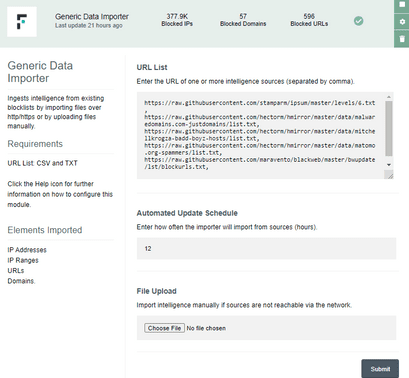 Generic Data Importer
Last update 21 hours ago
377.9K
Blocked IPs
57
Blocked Domains
596
Blocked URLs
Generic Data
Importer
Ingests intelligence from existing
blocklists by importing files over
http/https or by uploading files
manually.
Requirements
URL List: CSV and TXT
Click the Help icon for further
information on how to configure this
module.
Elements Imported
IP Addresses
IP Ranges
URLs
Domains.
URL List
Enter the URL of one or more intelligence sources (separated by comma).
https://raw.githubusercontent.com/stamparm/ipsum/master/levels/6.txt
,
https://raw.githubusercontent.com/hectorm/hmirror/master/data/malwar
edomains.com-justdomains/list.txt,
https://raw.githubusercontent.com/hectorm/hmirror/master/data/mitche
llkrogza-badd-boyz-hosts/list.txt,
https://raw.githubusercontent.com/hectorm/hmirror/master/data/matomo
.org-spammers/list.txt,
https://raw.githubusercontent.com/maravento/blackweb/master/bwupdate
/lst/blockurls.txt,
Automated Update Schedule
Enter how often the importer will import from sources (hours).
12
File Upload
Import intelligence manually if sources are not reachable via the network.
Choose File No file chosen
Submit